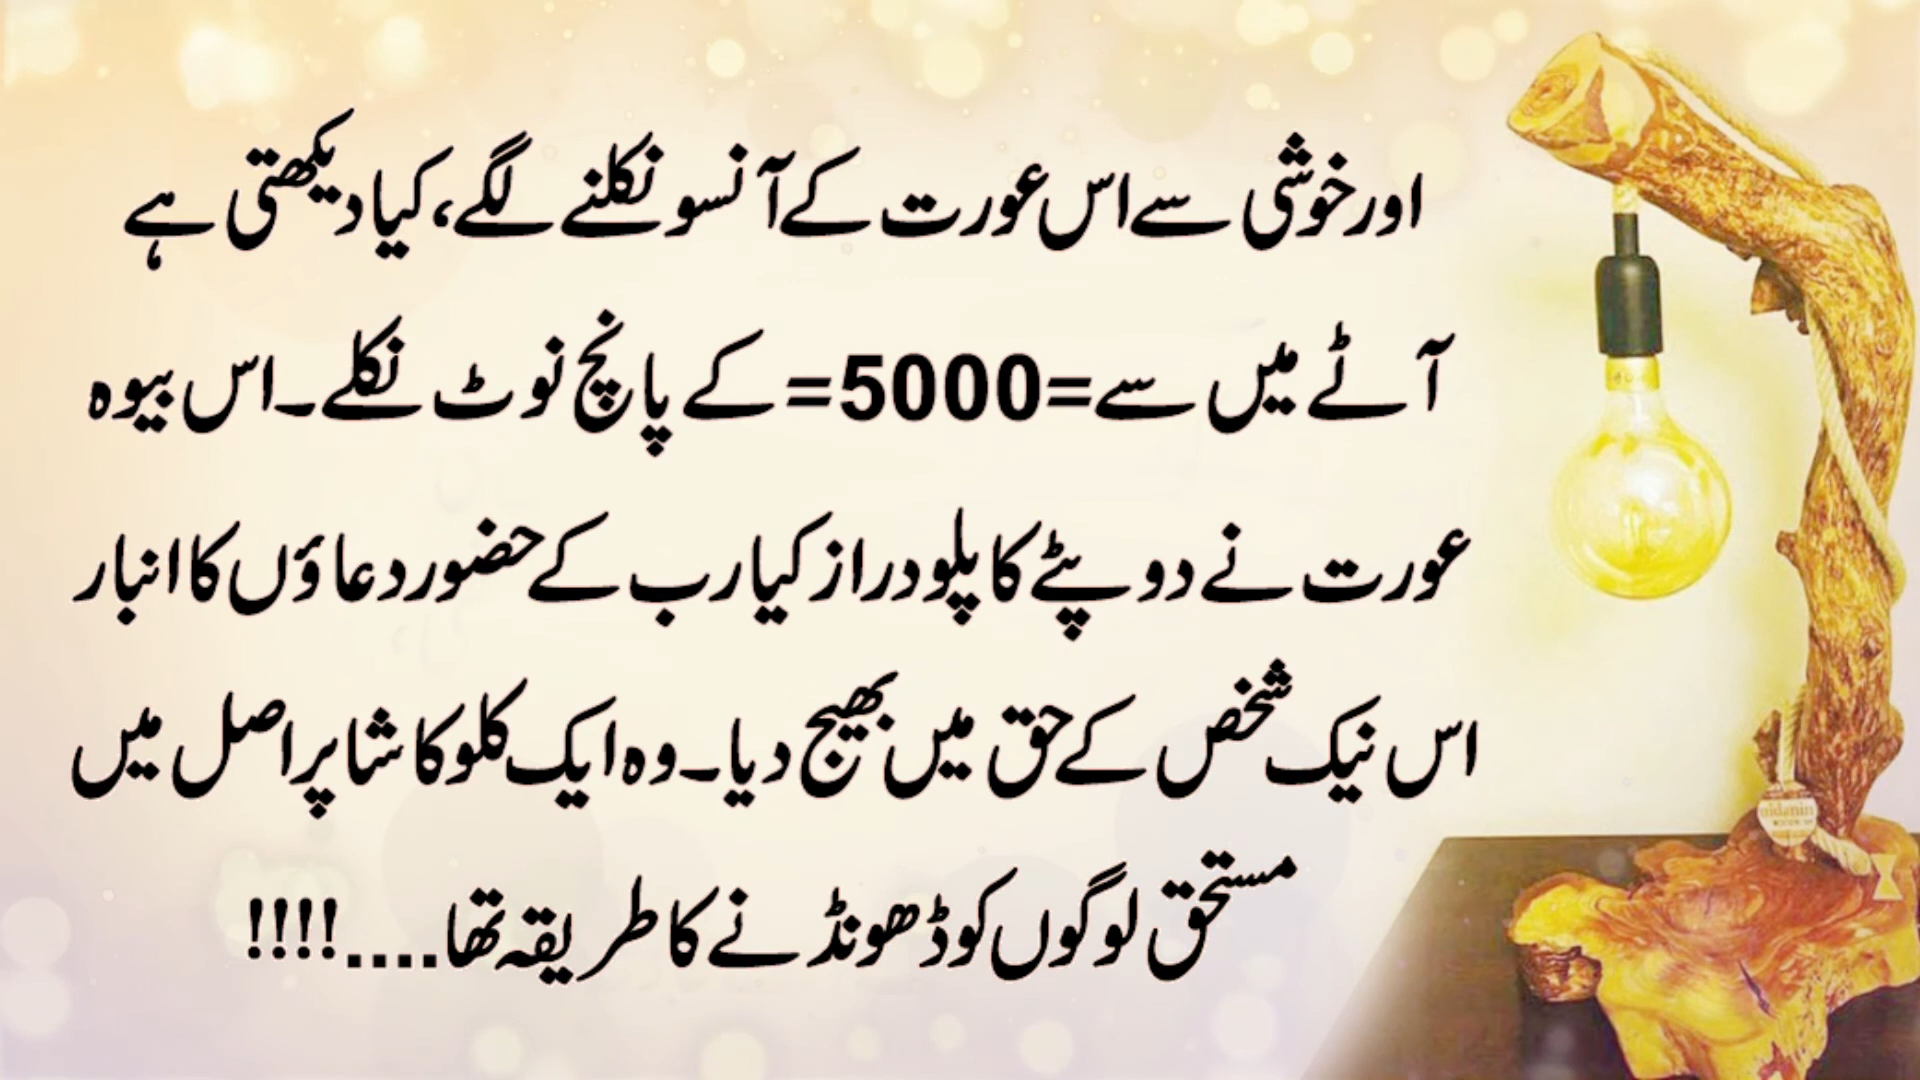 اور خوشی سے اس عورت کے آنسو نکلنے لگے، کیا دیکھتی ہے
آٹے میں سے =5000= کے پانچ نوٹ نکلے۔ اس بیوہ
عورت نے دوپٹے کا پلو دراز کیا رب کے حضور دعاؤں کا انبار
اس نیک شخص کے حق میں بھیج دیا۔ وہ ایک کلو کا شاپر اصل میں
مستحق لوگوں کو ڈھونڈنے کا طریقہ تھا....!!!!
nidanin